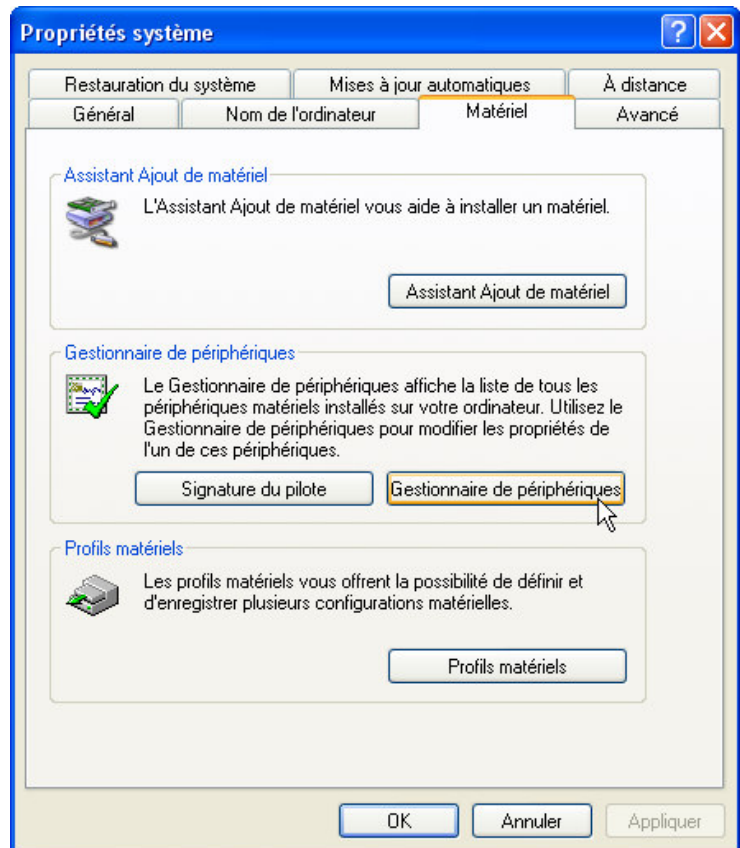 Propriétés système
Restauration du système
Mises à jour automatiques
À distance
Général
Nom de l'ordinateur
Matériel
Avancé
Assistant Ajout de matériel
L'Assistant Ajout de matériel vous aide à installer un matériel.
Assistant Ajout de matériel
Gestionnaire de périphériques
Le Gestionnaire de périphériques affiche la liste de tous les
périphériques matériels installés sur votre ordinateur. Utilisez le
Gestionnaire de périphériques pour modifier les propriétés de
l'un de ces périphériques.
Signature du pilote
Gestionnaire de périphériques
Profils matériels
Les profils matériels vous offrent la possibilité de définir et
d'enregistrer plusieurs configurations matérielles.
Profils matériels
OK
Annuler
Appliquer